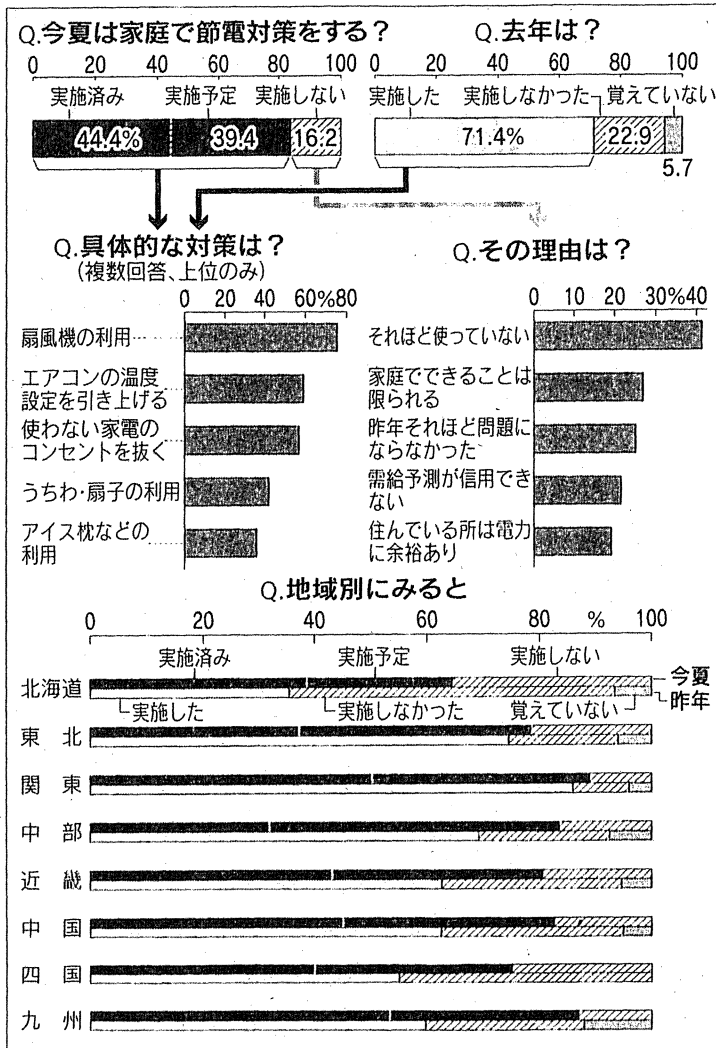 Q.今夏は家庭で節電対策をする?
Q.去年は?
0 20 40 60 80 100
0 20 40 60 80 100
実施済み 実施予定 実施しない
実施した 実施しなかった 覚えていない
44.4% 39.4 16.2
71.4% 22.9
5.7
Q.具体的な対策は?
(複数回答、上位のみ)
0 20 40 60%80
扇風機の利用
エアコンの温度
設定を引き上げる
使わない家電の
コンセントを抜く
うちわ・扇子の利用
アイス枕などの
利用
Q.その理由は?
0 10 20 30%40
それほど使っていない
家庭でできることは
限られる
昨年それほど問題に
ならなかった
需給予測が信用でき
ない
住んでいる所は電力
に余裕あり
Q.地域別にみると
0 20 40 60 80 % 100
実施済み 実施予定 実施しない
北海道
今夏
昨年
実施した 実施しなかった 覚えていない
東北
関東
中部
近畿
中国
四国
九州